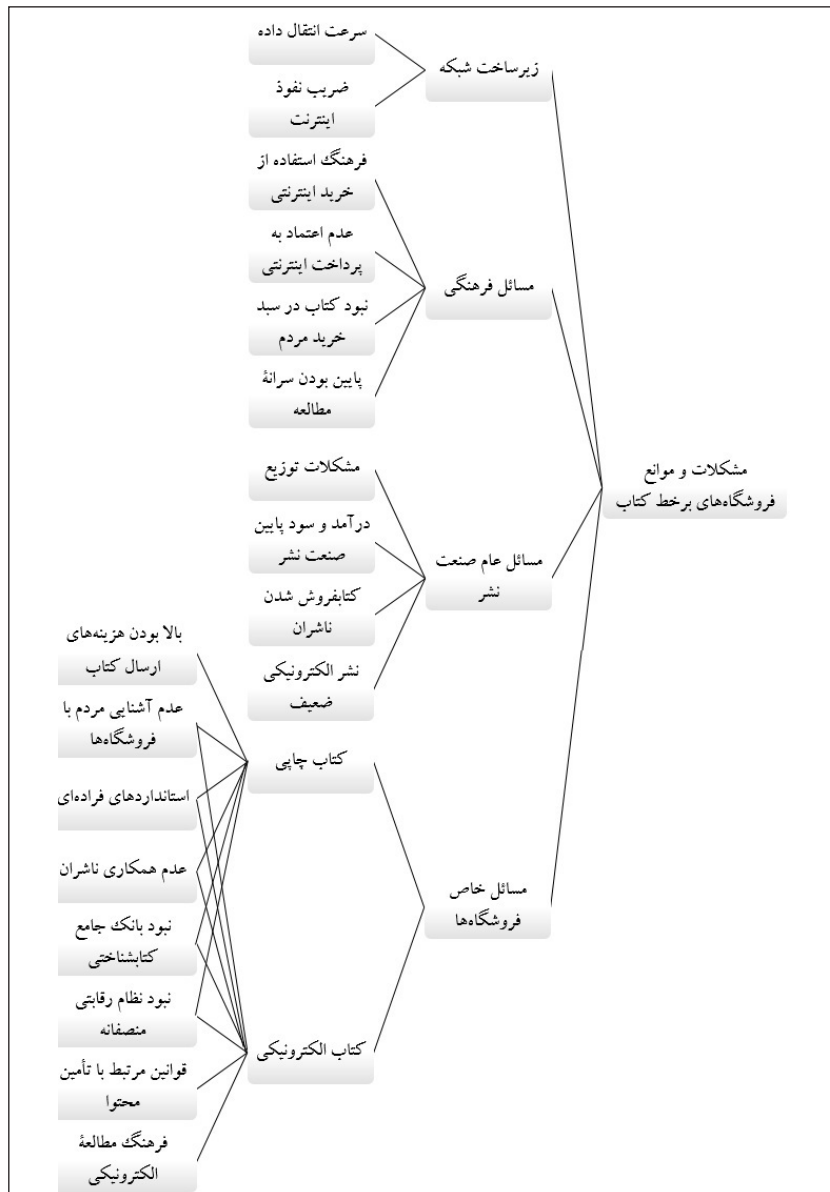 مشکلات و موانع
فروشگاه‌های برخط کتاب
زیرساخت شبکه
سرعت انتقال داده
ضریب نفوذ
اینترنت
مسائل فرهنگی
فرهنگ استفاده از
خرید اینترنتی
عدم اعتماد به
پرداخت اینترنتی
نبود کتاب در سبد
خرید مردم
پایین بودن سرانهٔ
مطالعه
مسائل عام صنعت
نشر
مشکلات توزیع
درآمد و سود پایین
صنعت نشر
کتابفروش شدن
ناشران
نشر الکترونیکی
ضعیف
مسائل خاص
فروشگاه‌ها
کتاب چاپی
کتاب الکترونیکی
بالا بودن هزینه‌های
ارسال کتاب
عدم آشنایی مردم با
فروشگاه‌ها
استانداردهای فراده‌ای
عدم همکاری ناشران
نبود بانک جامع
کتابشناختی
نبود نظام رقابتی
منصفانه
قوانین مرتبط با تأمین
محتوا
فرهنگ مطالعهٔ
الکترونیکی